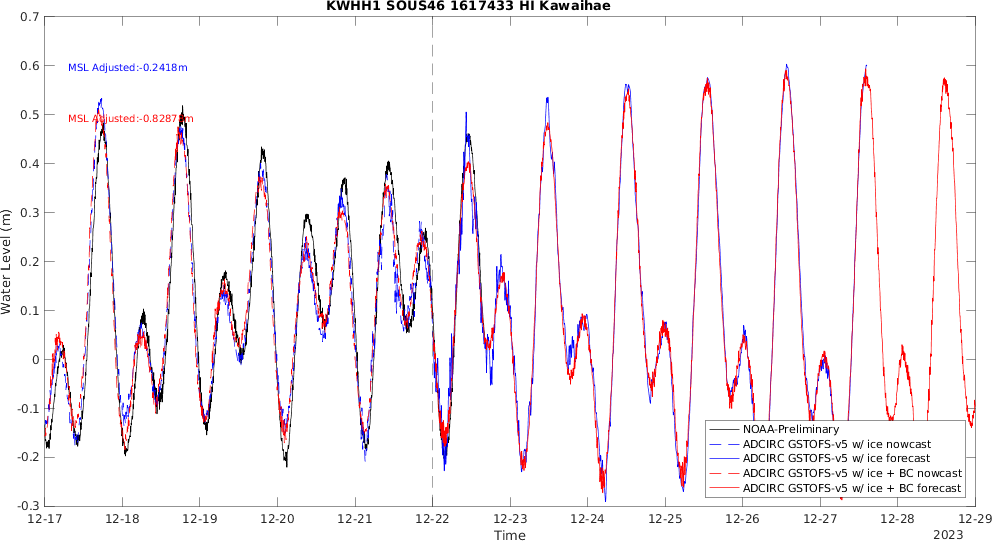 KWHH1 SOUS46 1617433 HI Kawaihae
0.7
0.6
0.5
0.4
0.3
0.2
0.1
0
-0.1
-0.2
-0.3
Water Level (m)
MSL Adjusted:-0.2418m
MSL Adjusted:-0.8287
NOAA-Preliminary
ADCIRC GSTOFS-v5 w/ ice nowcast
ADCIRC GSTOFS-v5 w/ ice forecast
ADCIRC GSTOFS-v5 w/ ice + BC nowcast
ADCIRC GSTOFS-v5 w/ ice + BC forecast
12-17 12-18 12-19 12-20 12-21 12-22 12-23 12-24 12-25 12-26 12-27 12-28 12-29
Time
2023